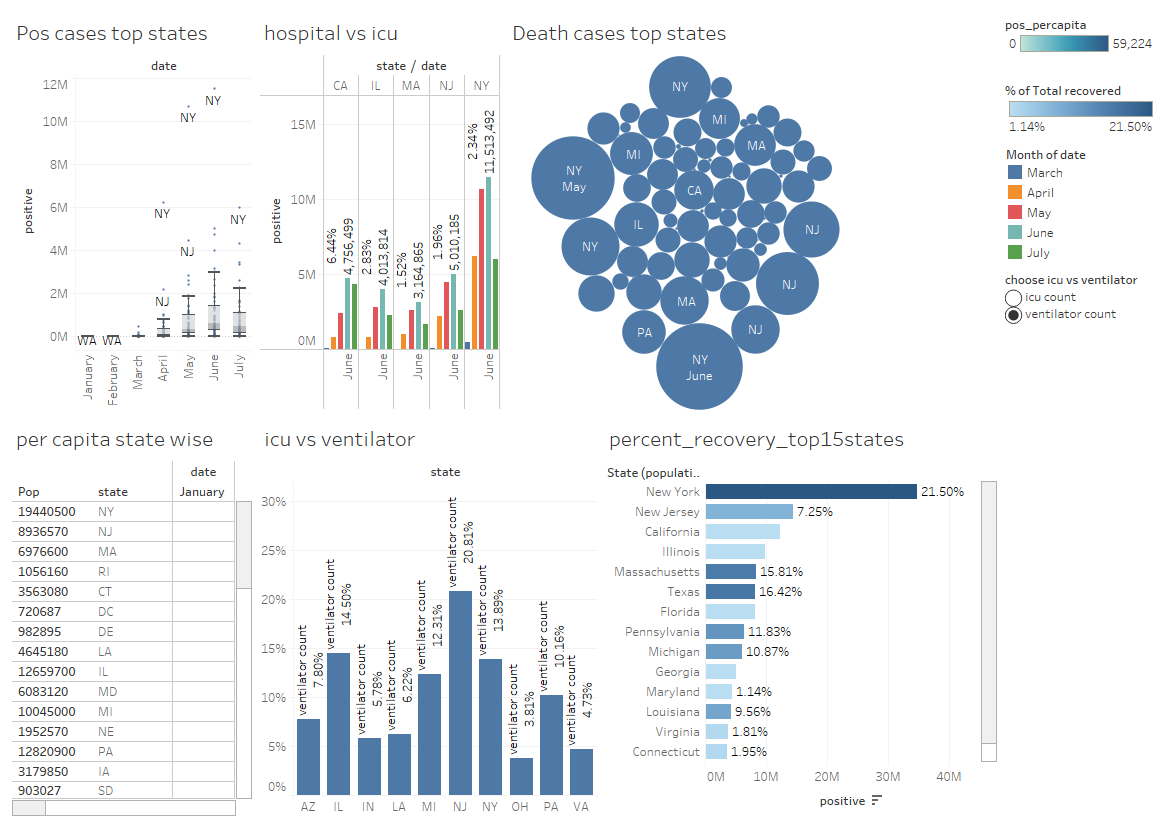 Pos cases top states
date
12M
10M
8M
6M
4M
2M
0M
positive
NY
NY
NY
NY
NJ
NJ
WA
WA
January
February
March
April
May
June
July
hospital vs icu
state / date
CA
IL
MA
NJ
NY
15M
10M
5M
0M
positive
6.44%
4,756,499
2.83%
4,013,814
1.52%
3,164,865
1.96%
5,010,185
2.34%
11,513,492
June
June
June
June
June
Death cases top states
NY
MI
MI
MA
NY
May
CA
IL
NJ
NY
NJ
MA
PA
NJ
NY
June
pos_percapita
0
59,224
% of Total recovered
1.14%
21.50%
Month of date
March
April
May
June
July
choose icu vs ventilator
icu count
ventilator count
per capita state wise
date
Pop
state
January
19440500 NY
8936570 NJ
6976600 MA
1056160 RI
3563080 CT
720687 DC
982895 DE
4645180 LA
12659700 IL
6083120 MD
10045000 MI
1952570 NE
12820900 PA
3179850 IA
903027 SD
icu vs ventilator
state
30%
25%
20%
15%
10%
5%
0%
ventilator count
7.80%
ventilator count
14.50%
ventilator count
5.78%
ventilator count
6.22%
ventilator count
12.31%
ventilator count
20.81%
ventilator count
13.89%
ventilator count
3.81%
ventilator count
10.16%
ventilator count
4.73%
AZ
IL
IN
LA
MI
NJ
NY
OH
PA
VA
percent_recovery_top15states
State (populati..
New York 21.50%
New Jersey 7.25%
California
Illinois
Massachusetts 15.81%
Texas 16.42%
Florida
Pennsylvania 11.83%
Michigan 10.87%
Georgia
Maryland 1.14%
Louisiana 9.56%
Virginia 1.81%
Connecticut 1.95%
0M
10M
20M
30M
40M
positive